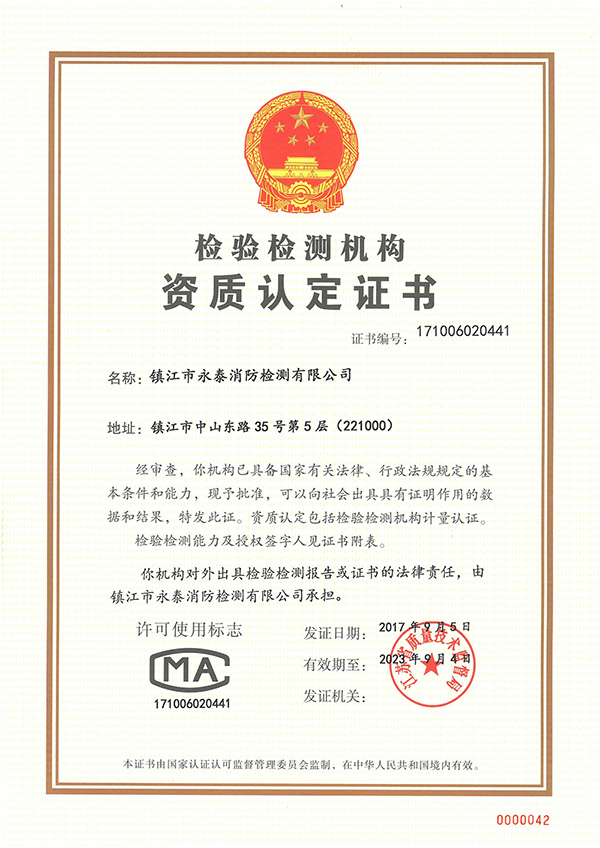 检验检测机构
资质认定证书
证书编号：171006020441
名称：镇江市永泰消防检测有限公司
地址：镇江市中山东路35号第5层（221000）
经审查，你机构已具备国家有关法律、行政法规规定的基
本条件和能力，现予批准，可以向社会出具具有证明作用的数
据和结果，特发此证。资质认定包括检验检测机构计量认证。
检验检测能力及授权签字人见证书附表。
你机构对外出具检验检测报告或证书的法律责任，由
镇江市永泰消防检测有限公司承担。
许可使用标志
MA
171006020441
发证日期：2017年9月5日
有效期至：2023年9月4日
发证机关：
江苏省质量技术监督局
本证书由国家认证认可监督管理委员会监制，在中华人民共和国境内有效。
0000042